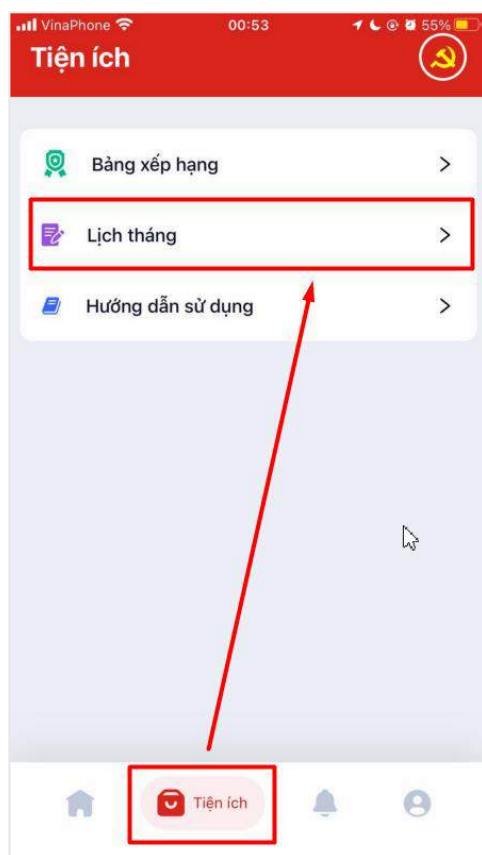 VinaPhone 00:53 55%
Tiện ích
Bảng xếp hạng
Lịch tháng
Hướng dẫn sử dụng
Tiện ích